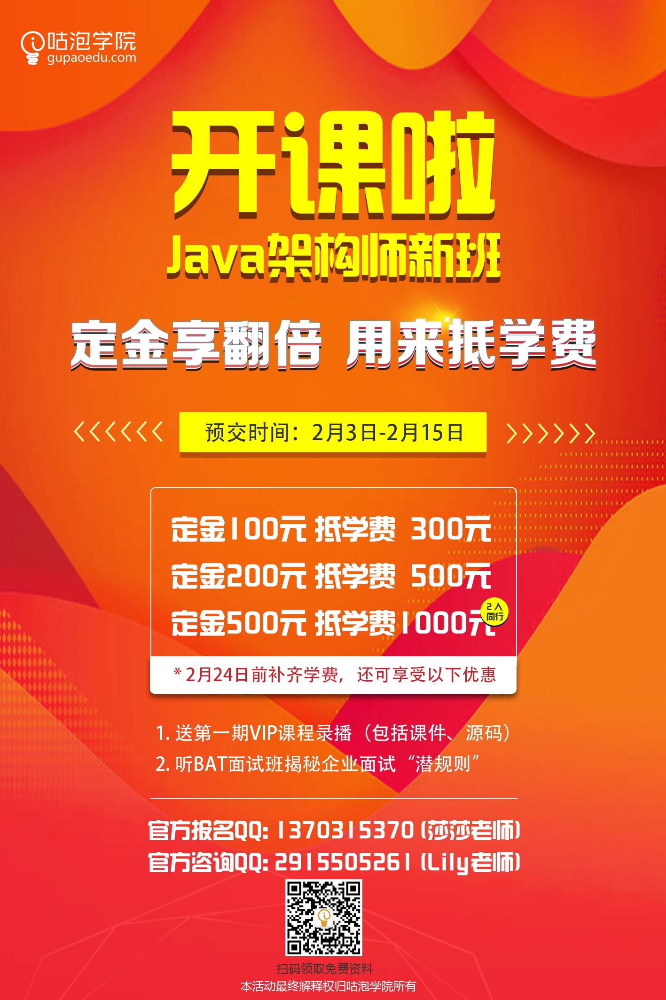 咕泡学院
gupaoedu.com
开课啦
Java架构师新班
定金享翻倍 用来抵学费
预交时间：2月3日-2月15日
定金100元 抵学费 300元
定金200元 抵学费 500元
定金500元 抵学费1000元
2人
同行
* 2月24日前补齐学费，还可享受以下优惠
1. 送第一期VIP课程录播（包括课件、源码）
2. 听BAT面试班揭秘企业面试“潜规则”
官方报名QQ: 1370315370 (莎莎老师)
官方咨询QQ: 2915505261 (Lily老师)
扫码领取免费资料
本活动最终解释权归咕泡学院所有